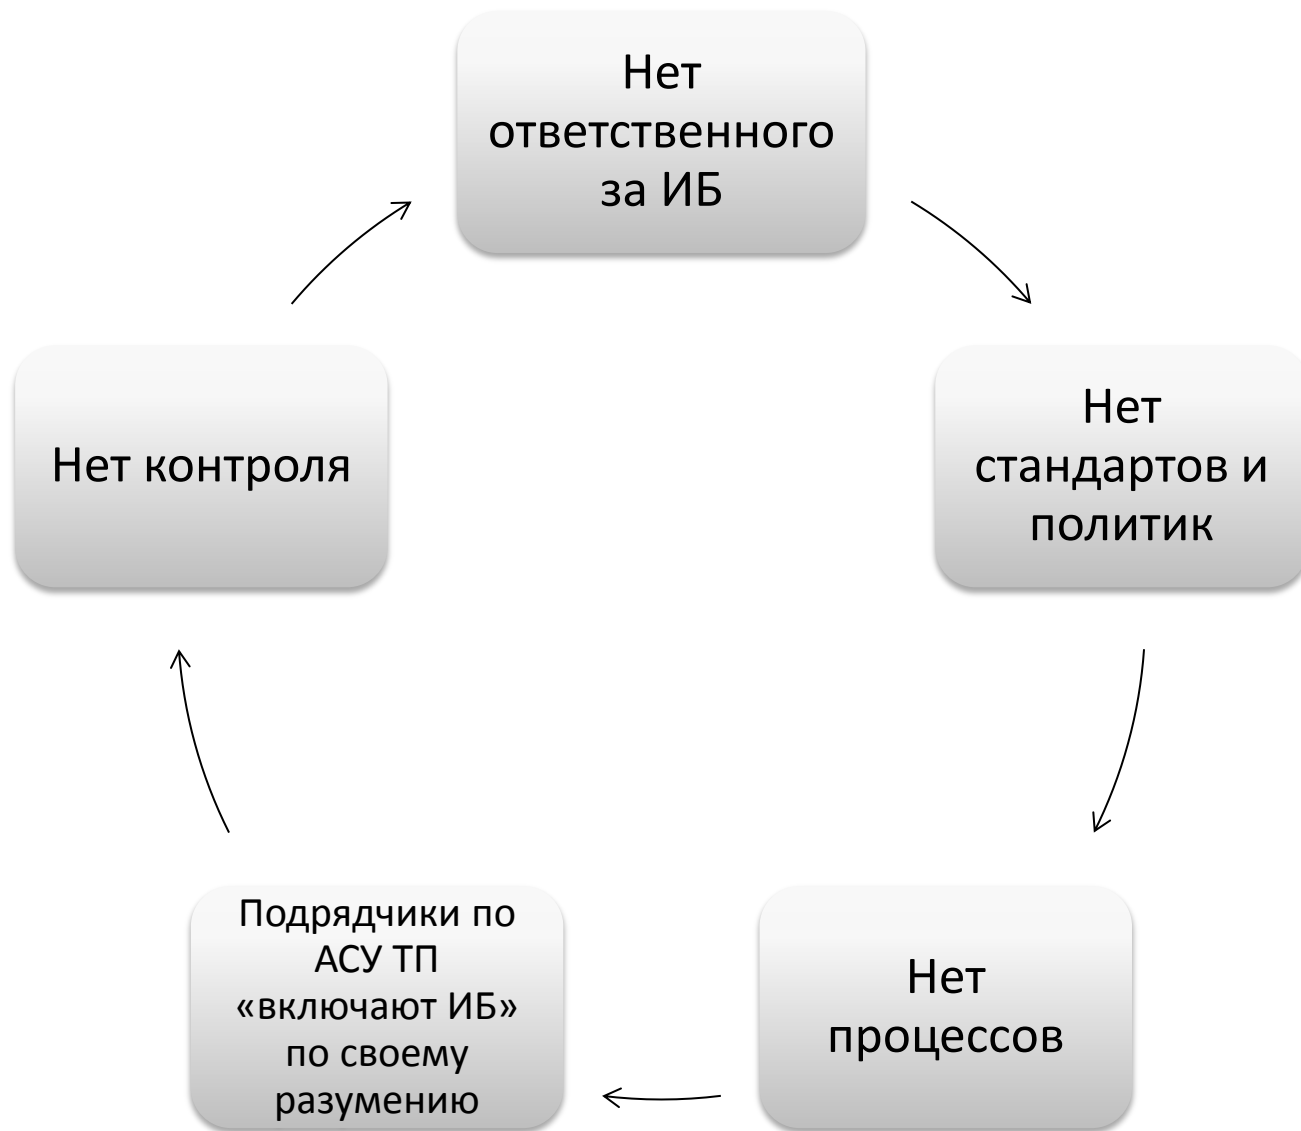 Нет
ответственного
за ИБ
Нет
стандартов и
политик
Нет
процессов
Подрядчики по
АСУ ТП
«включают ИБ»
по своему
разумению
Нет контроля